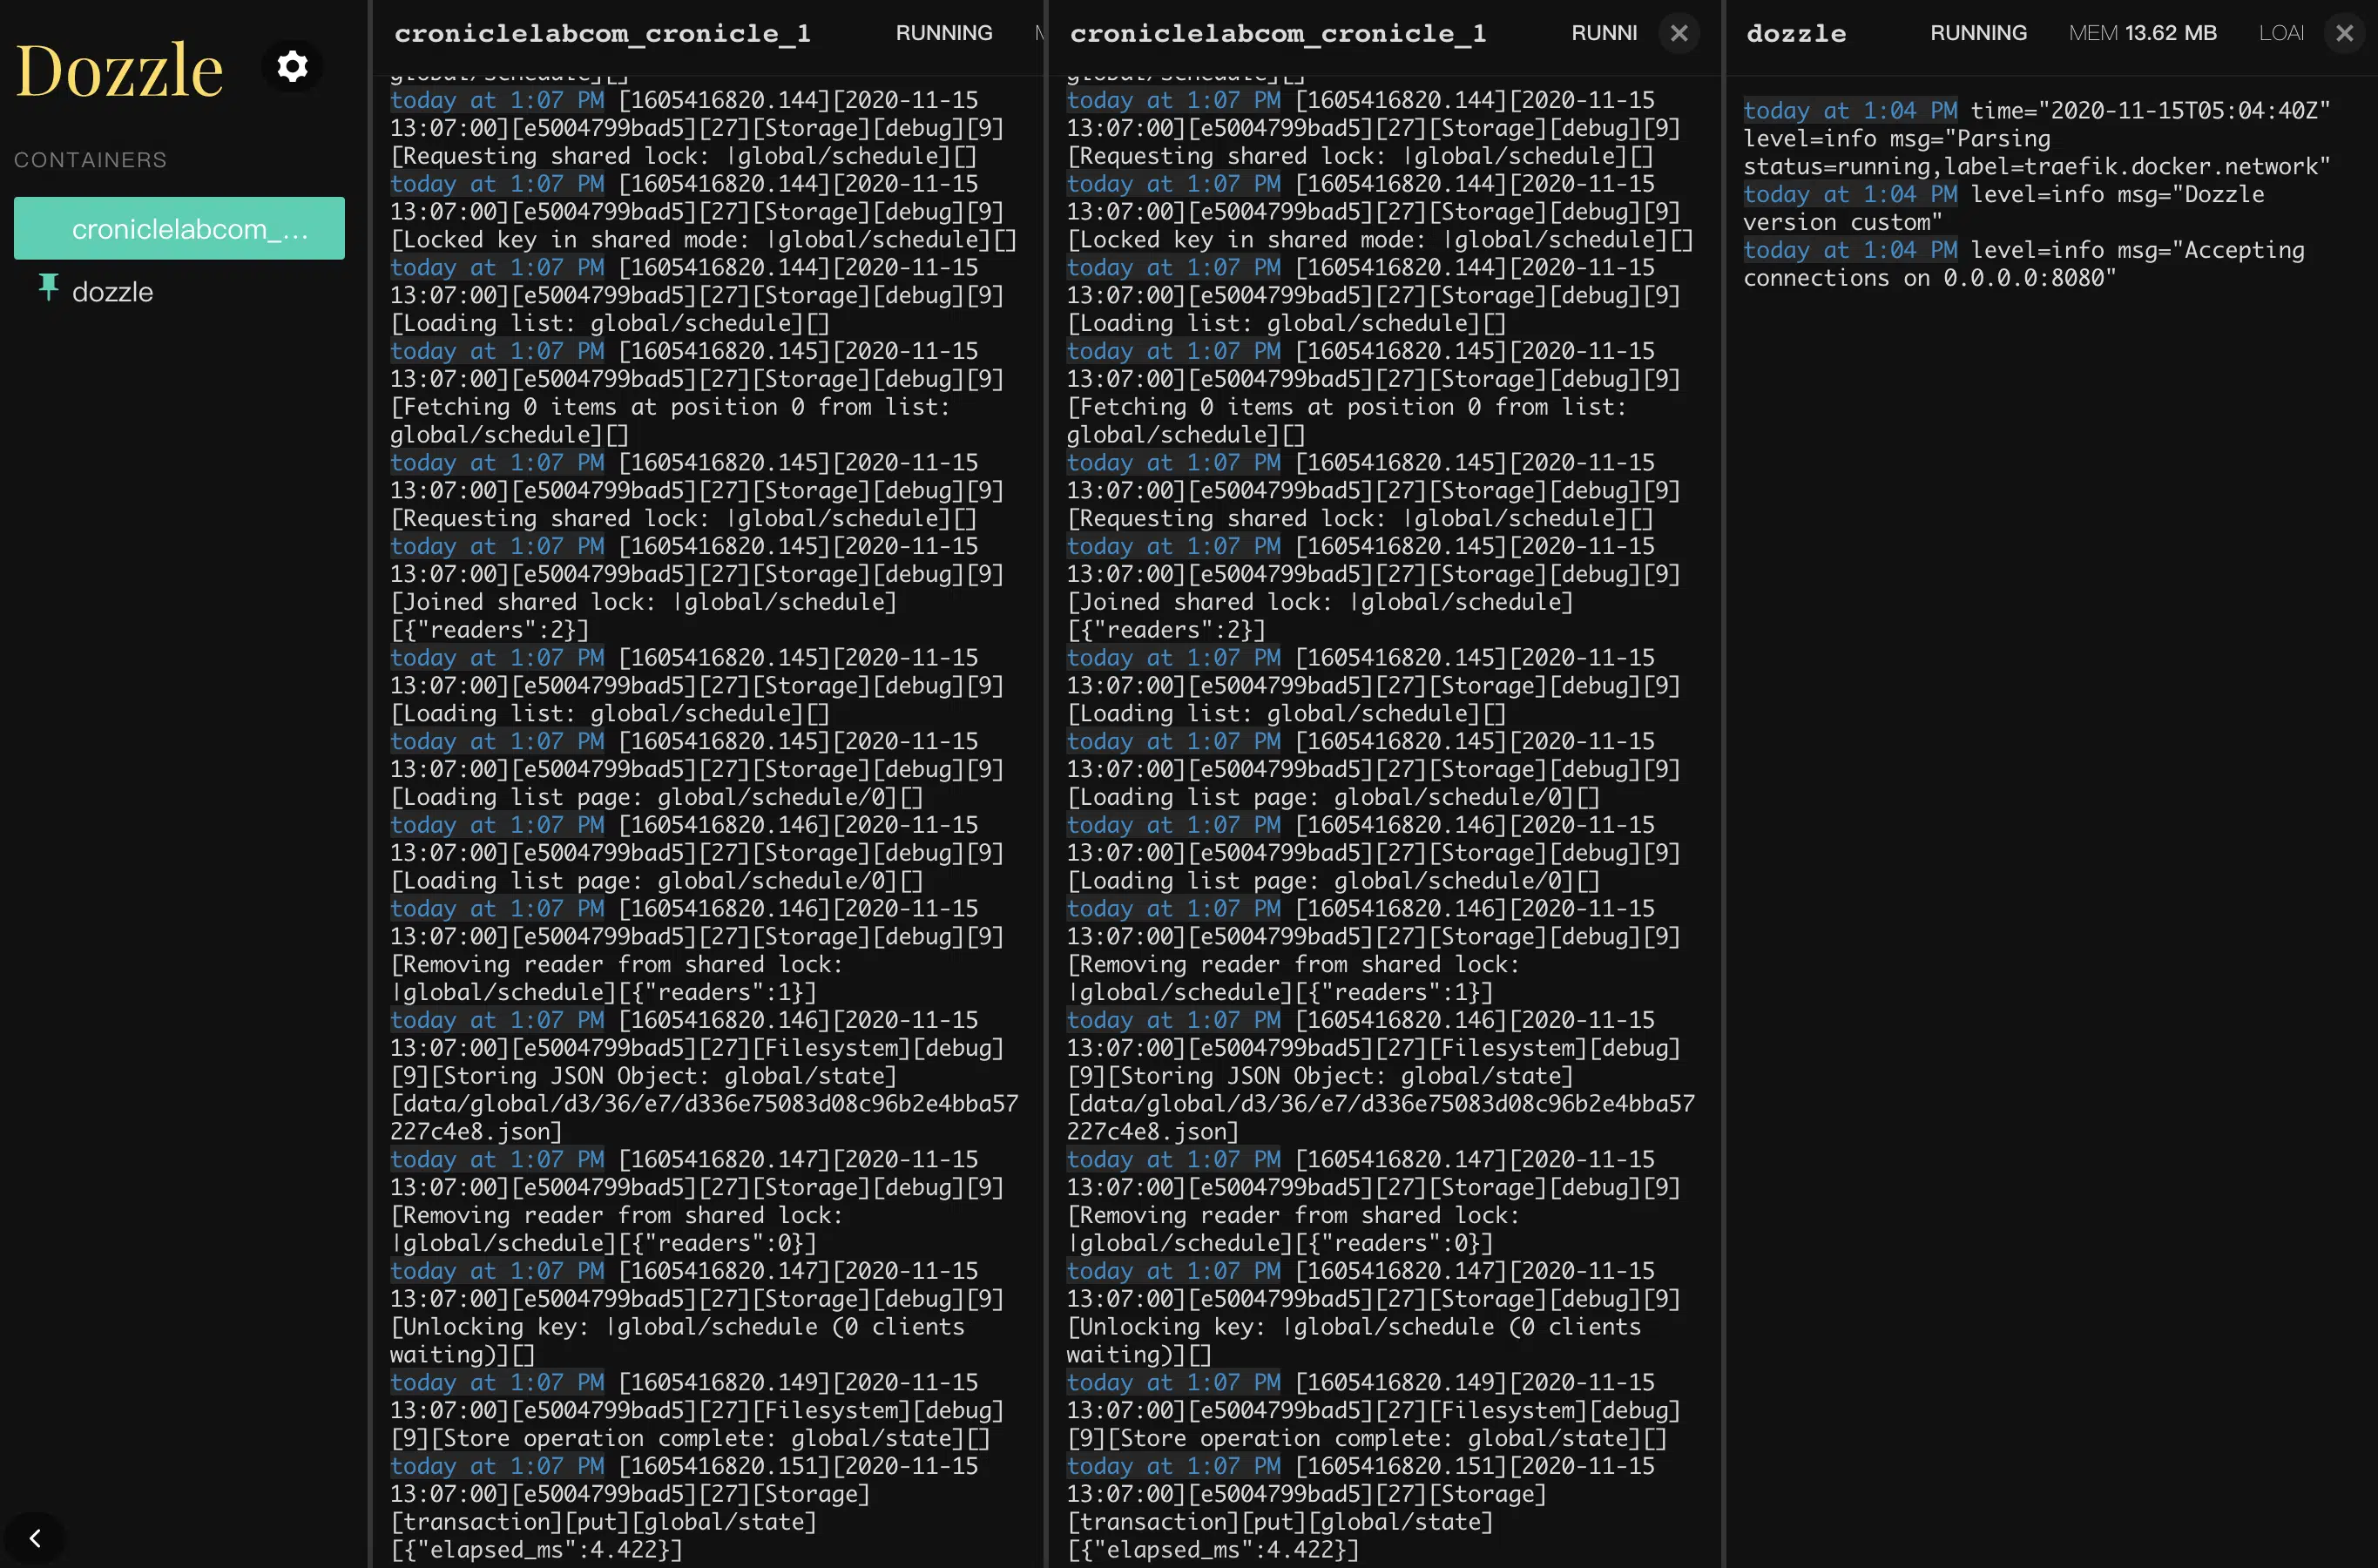 Dozzle
CONTAINERS
croniclelabcom_...
dozzle
croniclelabcom_cronicle_1 RUNNING
global/schedule][]
today at 1:07 PM [1605416820.144][2020-11-15
13:07:00][e5004799bad5][27][Storage][debug][9]
[Requesting shared lock: |global/schedule][]
today at 1:07 PM [1605416820.144][2020-11-15
13:07:00][e5004799bad5][27][Storage][debug][9]
[Locked key in shared mode: |global/schedule][]
today at 1:07 PM [1605416820.144][2020-11-15
13:07:00][e5004799bad5][27][Storage][debug][9]
[Loading list: global/schedule][]
today at 1:07 PM [1605416820.145][2020-11-15
13:07:00][e5004799bad5][27][Storage][debug][9]
[Fetching 0 items at position 0 from list:
global/schedule][]
today at 1:07 PM [1605416820.145][2020-11-15
13:07:00][e5004799bad5][27][Storage][debug][9]
[Requesting shared lock: |global/schedule][]
today at 1:07 PM [1605416820.145][2020-11-15
13:07:00][e5004799bad5][27][Storage][debug][9]
[Joined shared lock: |global/schedule]
[{"readers":2}]
today at 1:07 PM [1605416820.145][2020-11-15
13:07:00][e5004799bad5][27][Storage][debug][9]
[Loading list: global/schedule][]
today at 1:07 PM [1605416820.145][2020-11-15
13:07:00][e5004799bad5][27][Storage][debug][9]
[Loading list page: global/schedule/0][]
today at 1:07 PM [1605416820.146][2020-11-15
13:07:00][e5004799bad5][27][Storage][debug][9]
[Loading list page: global/schedule/0][]
today at 1:07 PM [1605416820.146][2020-11-15
13:07:00][e5004799bad5][27][Storage][debug][9]
[Removing reader from shared lock:
|global/schedule][{"readers":1}]
today at 1:07 PM [1605416820.146][2020-11-15
13:07:00][e5004799bad5][27][Filesystem][debug]
[9][Storing JSON Object: global/state]
[data/global/d3/36/e7/d336e75083d08c96b2e4bba57
227c4e8.json]
today at 1:07 PM [1605416820.147][2020-11-15
13:07:00][e5004799bad5][27][Storage][debug][9]
[Removing reader from shared lock:
|global/schedule][{"readers":0}]
today at 1:07 PM [1605416820.147][2020-11-15
13:07:00][e5004799bad5][27][Storage][debug][9]
[Unlocking key: |global/schedule (0 clients
waiting)][]
today at 1:07 PM [1605416820.149][2020-11-15
13:07:00][e5004799bad5][27][Filesystem][debug]
[9][Store operation complete: global/state][]
today at 1:07 PM [1605416820.151][2020-11-15
13:07:00][e5004799bad5][27][Storage]
[transaction][put][global/state]
[{"elapsed_ms":4.422}]
croniclelabcom_cronicle_1 RUNNI
global/schedule][]
today at 1:07 PM [1605416820.144][2020-11-15
13:07:00][e5004799bad5][27][Storage][debug][9]
[Requesting shared lock: |global/schedule][]
today at 1:07 PM [1605416820.144][2020-11-15
13:07:00][e5004799bad5][27][Storage][debug][9]
[Locked key in shared mode: |global/schedule][]
today at 1:07 PM [1605416820.144][2020-11-15
13:07:00][e5004799bad5][27][Storage][debug][9]
[Loading list: global/schedule][]
today at 1:07 PM [1605416820.145][2020-11-15
13:07:00][e5004799bad5][27][Storage][debug][9]
[Fetching 0 items at position 0 from list:
global/schedule][]
today at 1:07 PM [1605416820.145][2020-11-15
13:07:00][e5004799bad5][27][Storage][debug][9]
[Requesting shared lock: |global/schedule][]
today at 1:07 PM [1605416820.145][2020-11-15
13:07:00][e5004799bad5][27][Storage][debug][9]
[Joined shared lock: |global/schedule]
[{"readers":2}]
today at 1:07 PM [1605416820.145][2020-11-15
13:07:00][e5004799bad5][27][Storage][debug][9]
[Loading list: global/schedule][]
today at 1:07 PM [1605416820.145][2020-11-15
13:07:00][e5004799bad5][27][Storage][debug][9]
[Loading list page: global/schedule/0][]
today at 1:07 PM [1605416820.146][2020-11-15
13:07:00][e5004799bad5][27][Storage][debug][9]
[Loading list page: global/schedule/0][]
today at 1:07 PM [1605416820.146][2020-11-15
13:07:00][e5004799bad5][27][Storage][debug][9]
[Removing reader from shared lock:
|global/schedule][{"readers":1}]
today at 1:07 PM [1605416820.146][2020-11-15
13:07:00][e5004799bad5][27][Filesystem][debug]
[9][Storing JSON Object: global/state]
[data/global/d3/36/e7/d336e75083d08c96b2e4bba57
227c4e8.json]
today at 1:07 PM [1605416820.147][2020-11-15
13:07:00][e5004799bad5][27][Storage][debug][9]
[Removing reader from shared lock:
|global/schedule][{"readers":0}]
today at 1:07 PM [1605416820.147][2020-11-15
13:07:00][e5004799bad5][27][Storage][debug][9]
[Unlocking key: |global/schedule (0 clients
waiting)][]
today at 1:07 PM [1605416820.149][2020-11-15
13:07:00][e5004799bad5][27][Filesystem][debug]
[9][Store operation complete: global/state][]
today at 1:07 PM [1605416820.151][2020-11-15
13:07:00][e5004799bad5][27][Storage]
[transaction][put][global/state]
[{"elapsed_ms":4.422}]
dozzle RUNNING MEM 13.62 MB LOA
today at 1:04 PM time="2020-11-15T05:04:40Z"
level=info msg="Parsing
status=running,label=traefik.docker.network"
today at 1:04 PM level=info msg="Dozzle
version custom"
today at 1:04 PM level=info msg="Accepting
connections on 0.0.0.0:8080"